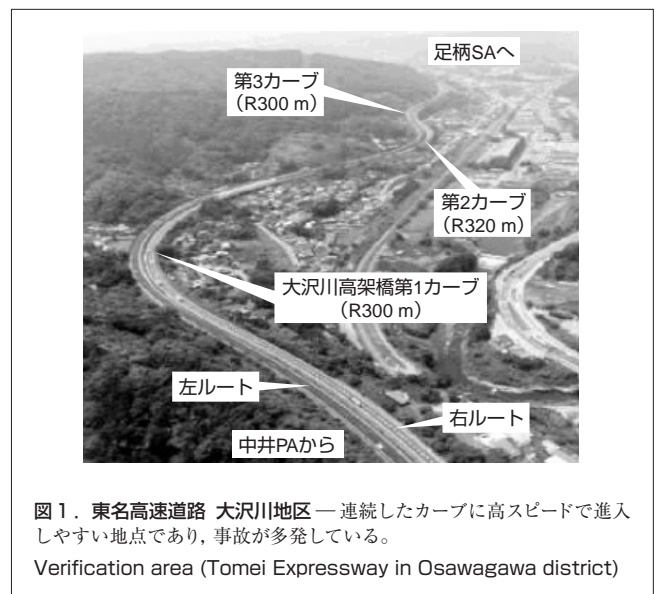 足柄SAへ
第3カーブ
（R300 m）
第2カーブ
（R320 m）
大沢川高架橋第1カーブ
（R300 m）
左ルート
右ルート
中井PAから
図1．東名高速道路 大沢川地区 ― 連続したカーブに高スピードで進入
しやすい地点であり，事故が多発している。
Verification area (Tomei Expressway in Osawagawa district)